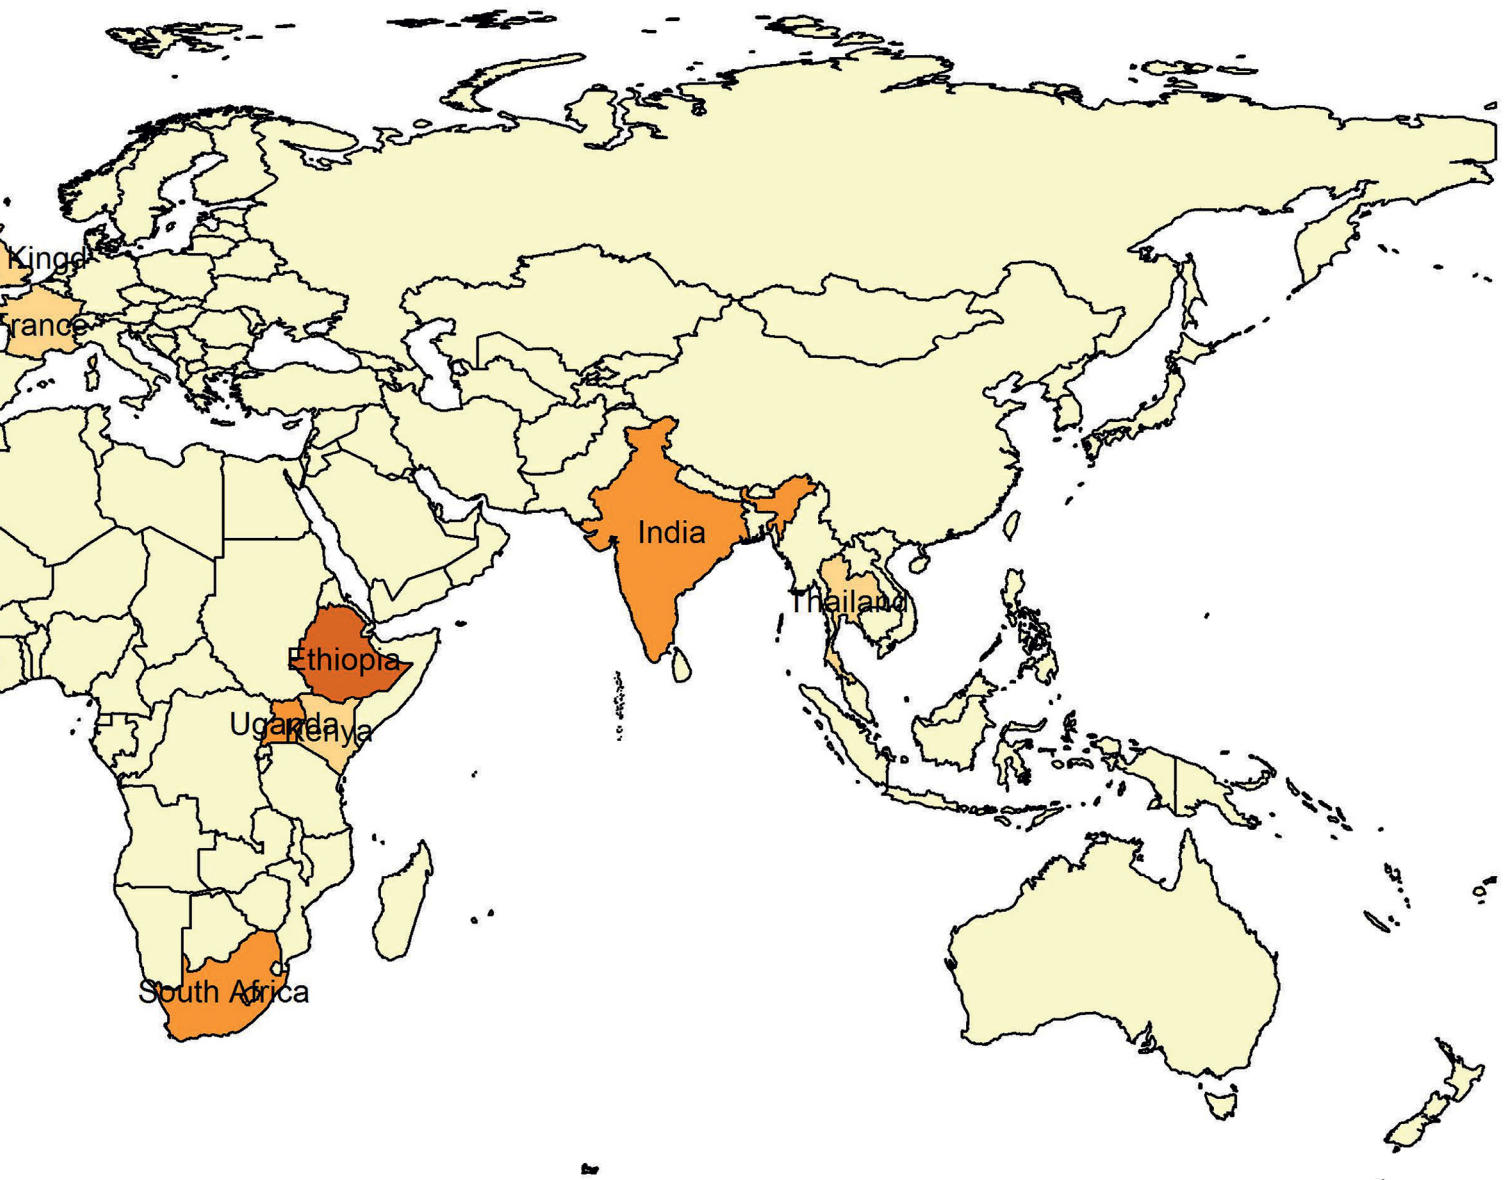 Kingd
rance
India
Thailand
Ethiopia
Uganda
Kenya
South Africa